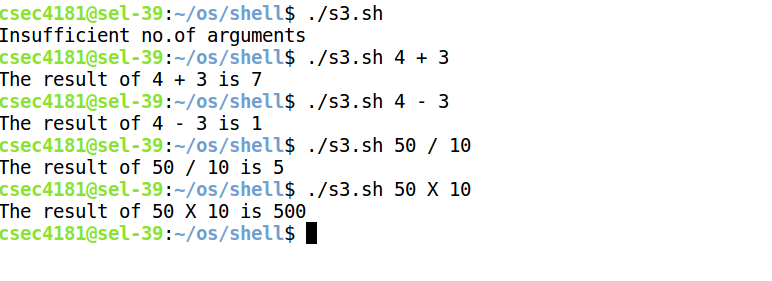 csec4181@sel-39:~/os/shell$ ./s3.sh
Insufficient no.of arguments
csec4181@sel-39:~/os/shell$ ./s3.sh 4 + 3
The result of 4 + 3 is 7
csec4181@sel-39:~/os/shell$ ./s3.sh 4 - 3
The result of 4 - 3 is 1
csec4181@sel-39:~/os/shell$ ./s3.sh 50 / 10
The result of 50 / 10 is 5
csec4181@sel-39:~/os/shell$ ./s3.sh 50 X 10
The result of 50 X 10 is 500
csec4181@sel-39:~/os/shell$